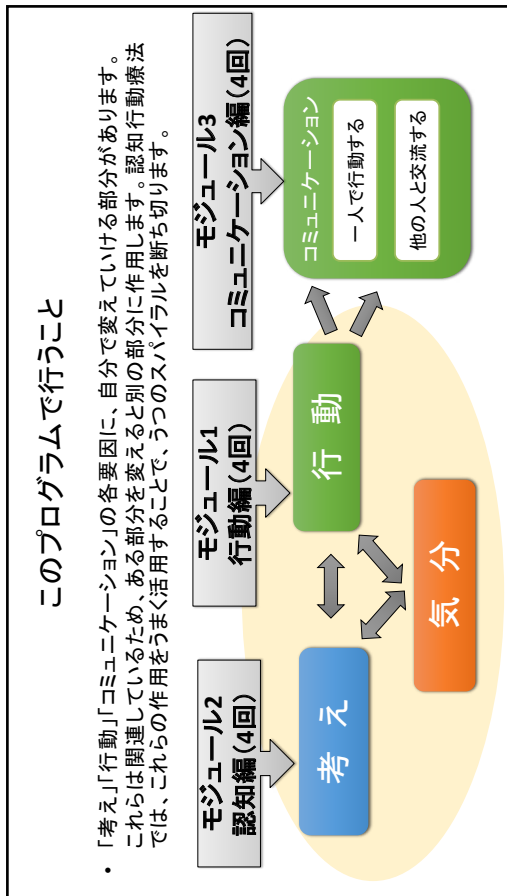 このプログラムで行うこと
・ 「考え」「行動」「コミュニケーション」の各要因に、自分で変えていける部分があります。
これらは関連しているため、ある部分を変えると別の部分に作用します。認知行動療法
では、これらの作用をうまく活用することで、うつのスパイラルを断ち切ります。
モジュール2
認知編(4回)
モジュール1
行動編(4回)
モジュール3
コミュニケーション編(4回)
考え
行動
気分
コミュニケーション
一人で行動する
他の人と交流する